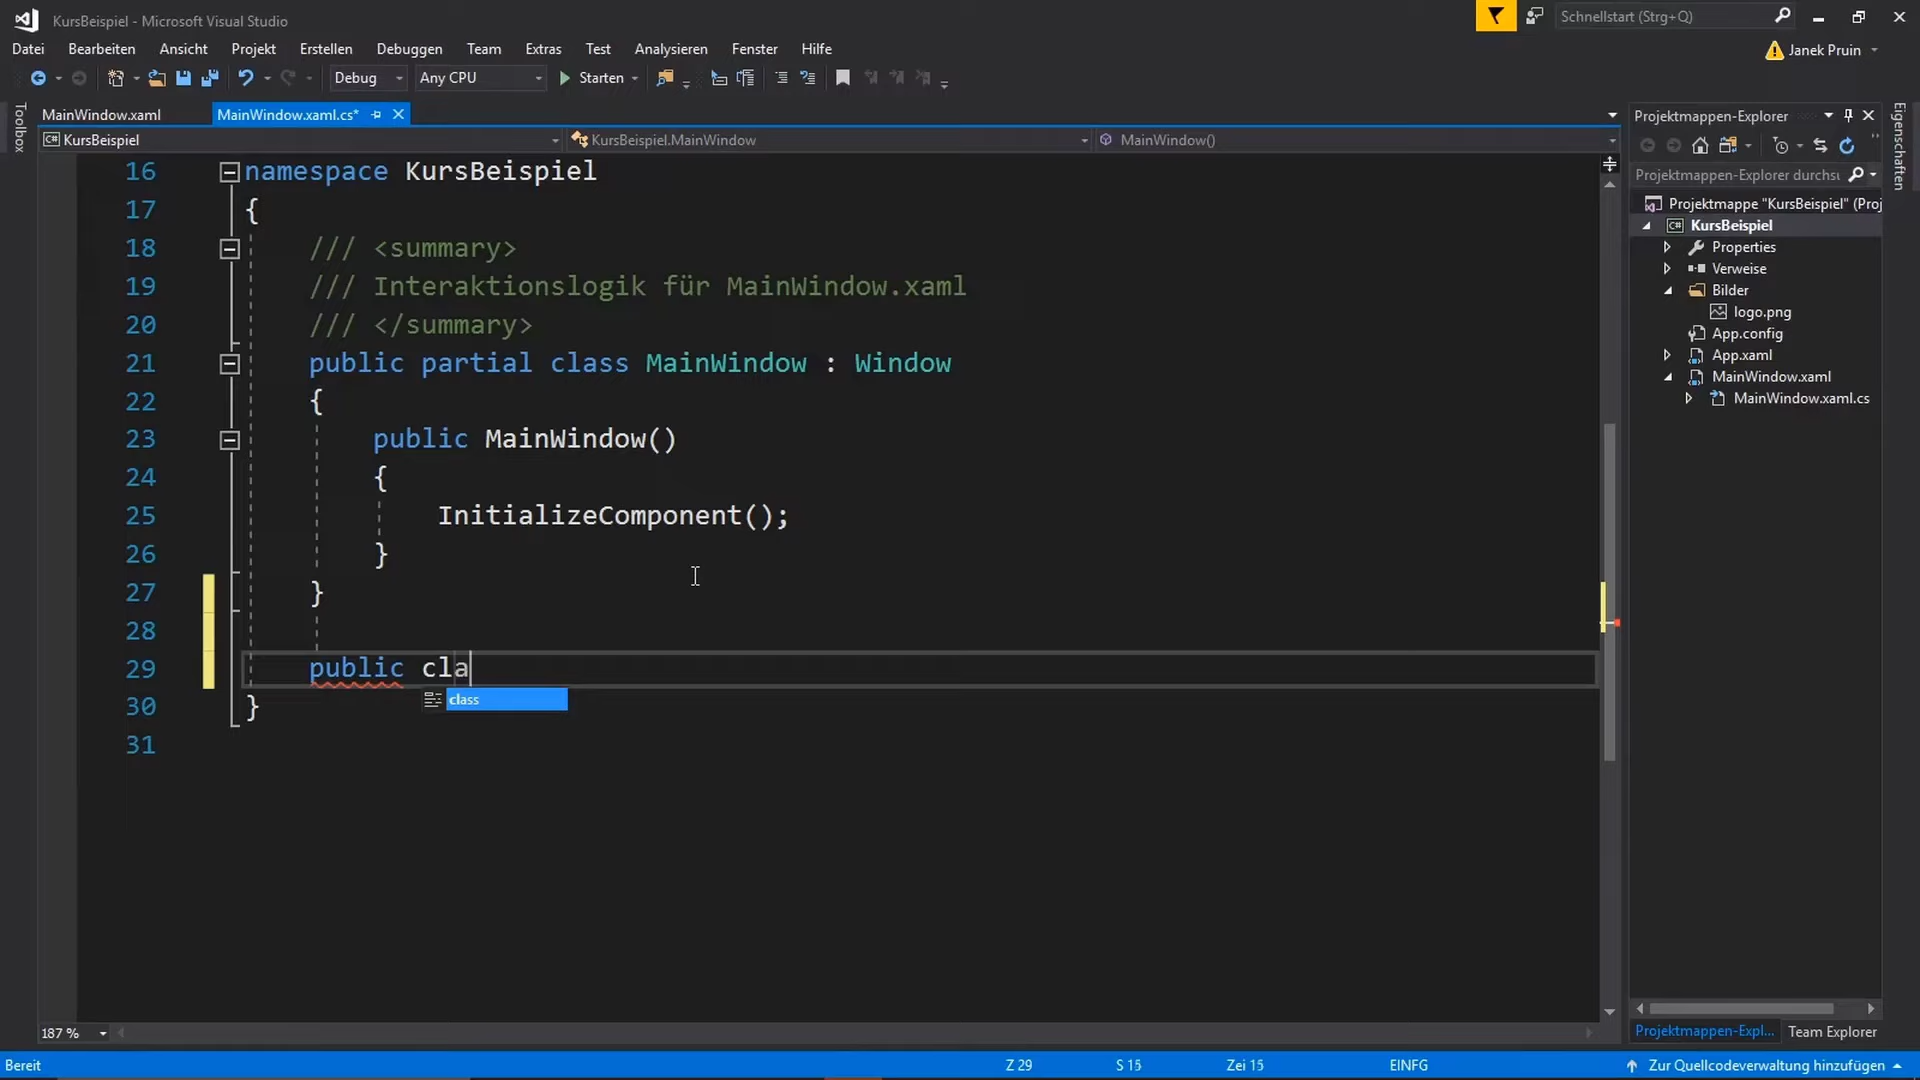 KursBeispiel - Microsoft Visual Studio
Schnellstart (Strg+Q)
Datei Bearbeiten Ansicht Projekt Erstellen Debuggen Team Extras Test Analysieren Fenster Hilfe
Janek Pruin
Debug Any CPU Starten
Toolbox
MainWindow.xaml MainWindow.xaml.cs*
KursBeispiel KursBeispiel.MainWindow MainWindow()
16 namespace KursBeispiel
17 {
18 /// <summary>
19 /// Interaktionslogik für MainWindow.xaml
20 /// </summary>
21 public partial class MainWindow : Window
22 {
23 public MainWindow()
24 {
25 InitializeComponent();
26 }
27 }
28
29 public cla
class
30 }
31
187 %
Projektmappen-Explorer
Projektmappen-Explorer durchsu
Projektmappe "KursBeispiel" (Proj
C# KursBeispiel
Properties
Verweise
Bilder
logo.png
App.config
App.xaml
MainWindow.xaml
MainWindow.xaml.cs
Eigenschaften
Projektmappen-Expl... Team Explorer
Bereit Z 29 S 15 Zei 15 EINFG Zur Quellcodeverwaltung hinzufügen